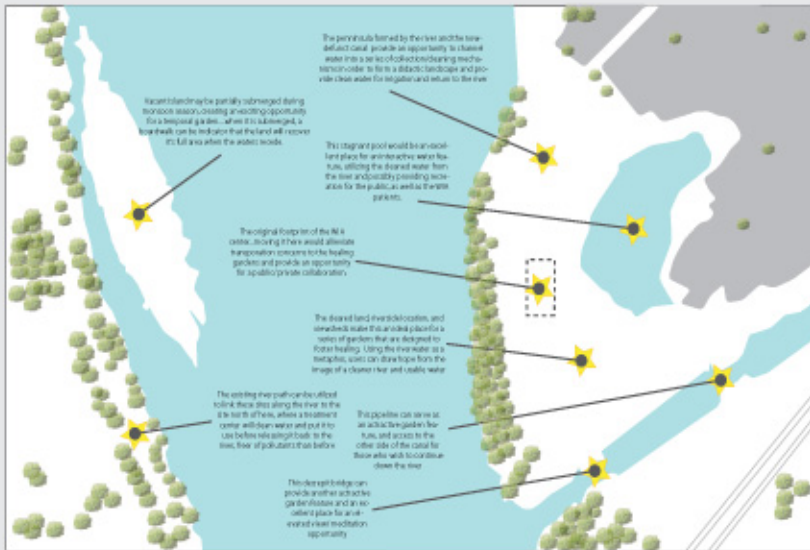 The peninsula formed by the river and the now-
defunct canal provide an opportunity to channel
water into a series of collection/cleaning mecha-
nisms in order to form a didactic landscape and pro-
vide clean water for irrigation and return to the river
Vacant island may be partially submerged during
monsoon season, creating an exciting opportunity
for a temporal garden... when it is submerged, a
boardwalk can be indicator that the land will recover
it's full area when the waters recede.
This stagnant pool would be an excel-
lent place for an interactive water fea-
ture, utilizing the cleaned water from
the river and possibly providing recre-
ation for the public, as well as the
patients.
The original footprint of the
center...moving it here would alleviate
transporation concerns to the healing
gardens and provide an opportunity
for a public/private collaboration.
The cleared land, riverside location, and
viewsheds make this an ideal place for a
series of gardens that are designed to
foster healing. Using the river water as a
metaphor, users can draw hope from the
image of a cleaner river and usable water
The existing river path can be utilized
to link these sites along the river to the
site north of here, where a treatment
center will clean water and put it to
use before releasing it back to the
river, freer of pollutants than before
This pipeline can serve as
an attractive garden fea-
ture, and access to the
other side of the canal for
those who wish to continue
down the river
This decrepit bridge can
provide another attractive
garden feature and an ex-
cellent place for an el-
evated view/meditation
opportunity